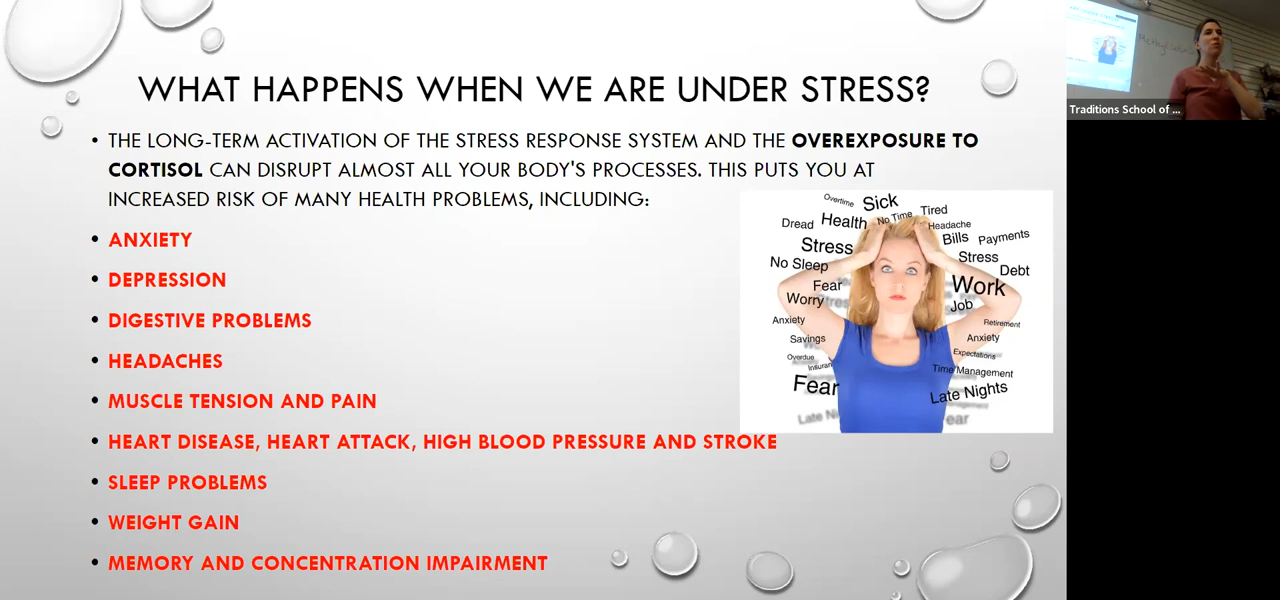 WHAT HAPPENS WHEN WE ARE UNDER STRESS?
• THE LONG-TERM ACTIVATION OF THE STRESS RESPONSE SYSTEM AND THE OVEREXPOSURE TO
CORTISOL CAN DISRUPT ALMOST ALL YOUR BODY'S PROCESSES. THIS PUTS YOU AT
INCREASED RISK OF MANY HEALTH PROBLEMS, INCLUDING:
• ANXIETY
• DEPRESSION
• DIGESTIVE PROBLEMS
• HEADACHES
• MUSCLE TENSION AND PAIN
• HEART DISEASE, HEART ATTACK, HIGH BLOOD PRESSURE AND STROKE
• SLEEP PROBLEMS
• WEIGHT GAIN
• MEMORY AND CONCENTRATION IMPAIRMENT
Overtime
Sick
Dread
Health
No Time
Tired
Headache
Stress
Bills
Payments
No Sleep
Stress
Debt
Fear
Work
Worry
Job
Anxiety
Retirement
Savings
Anxiety
Overdue
Expectations
Time Management
Fear
Late Nights
Traditions School of ...